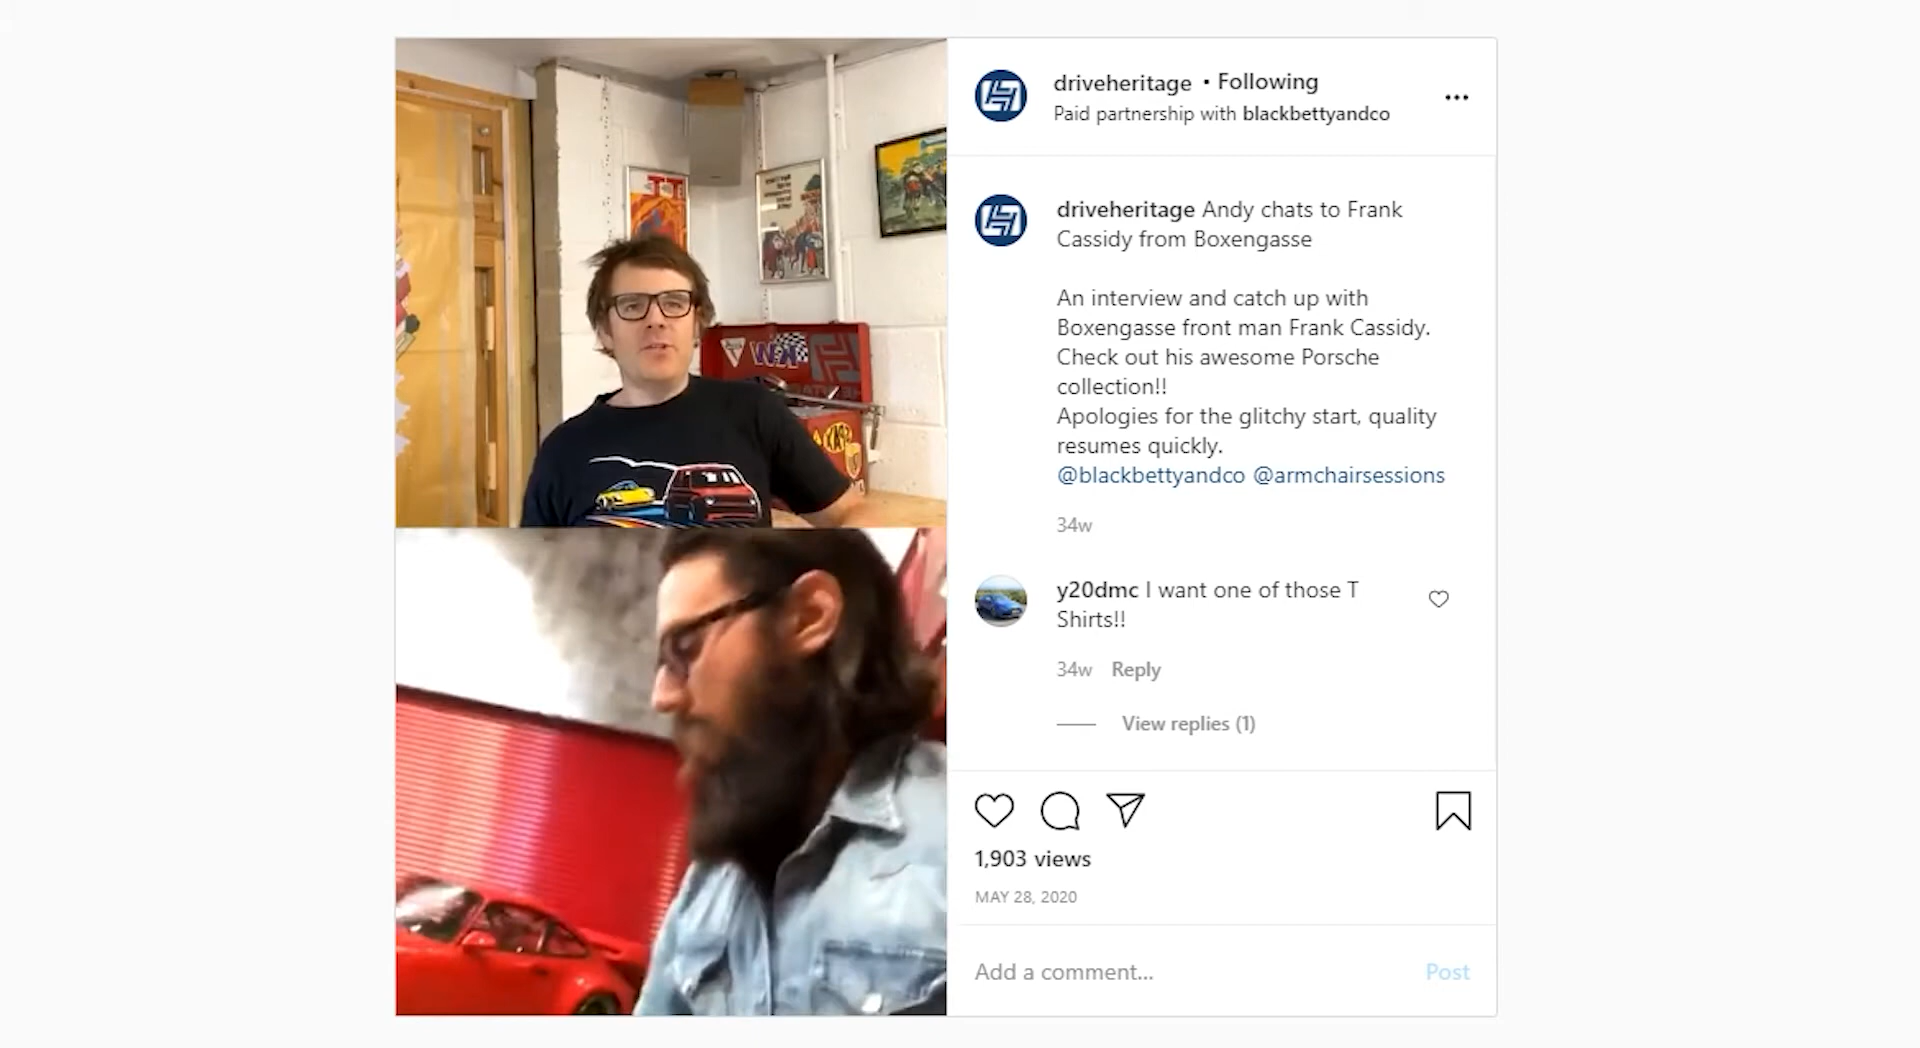 driveheritage • Following
Paid partnership with blackbettyandco
driveheritage Andy chats to Frank
Cassidy from Boxengasse
An interview and catch up with
Boxengasse front man Frank Cassidy.
Check out his awesome Porsche
collection!!
Apologies for the glitchy start, quality
resumes quickly.
@blackbettyandco @armchairsessions
34w
y20dmc I want one of those T
Shirts!!
34w Reply
View replies (1)
1,903 views
MAY 28, 2020
Add a comment... Post